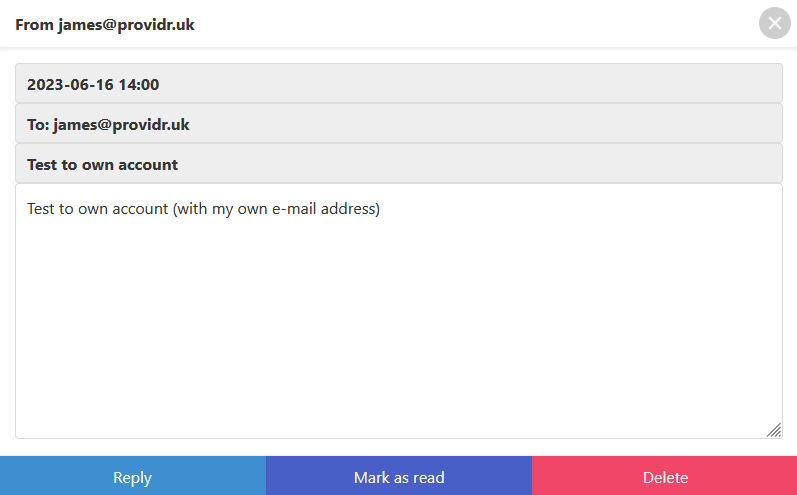 From james@providr.uk
2023-06-16 14:00
To: james@providr.uk
Test to own account
Test to own account (with my own e-mail address)
Reply Mark as read Delete